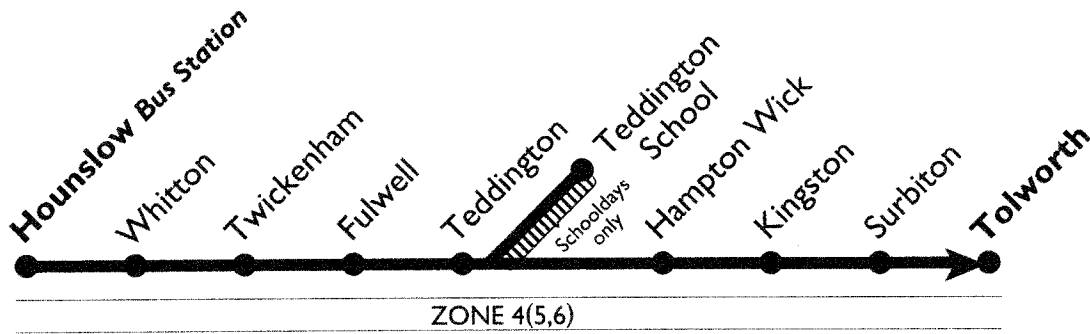 Hounslow Bus Station
Whitton
Twickenham
Fulwell
Teddington
Teddington
School
Schooldays
only
Hampton Wick
Kingston
Surbiton
Tolworth
ZONE 4(5,6)